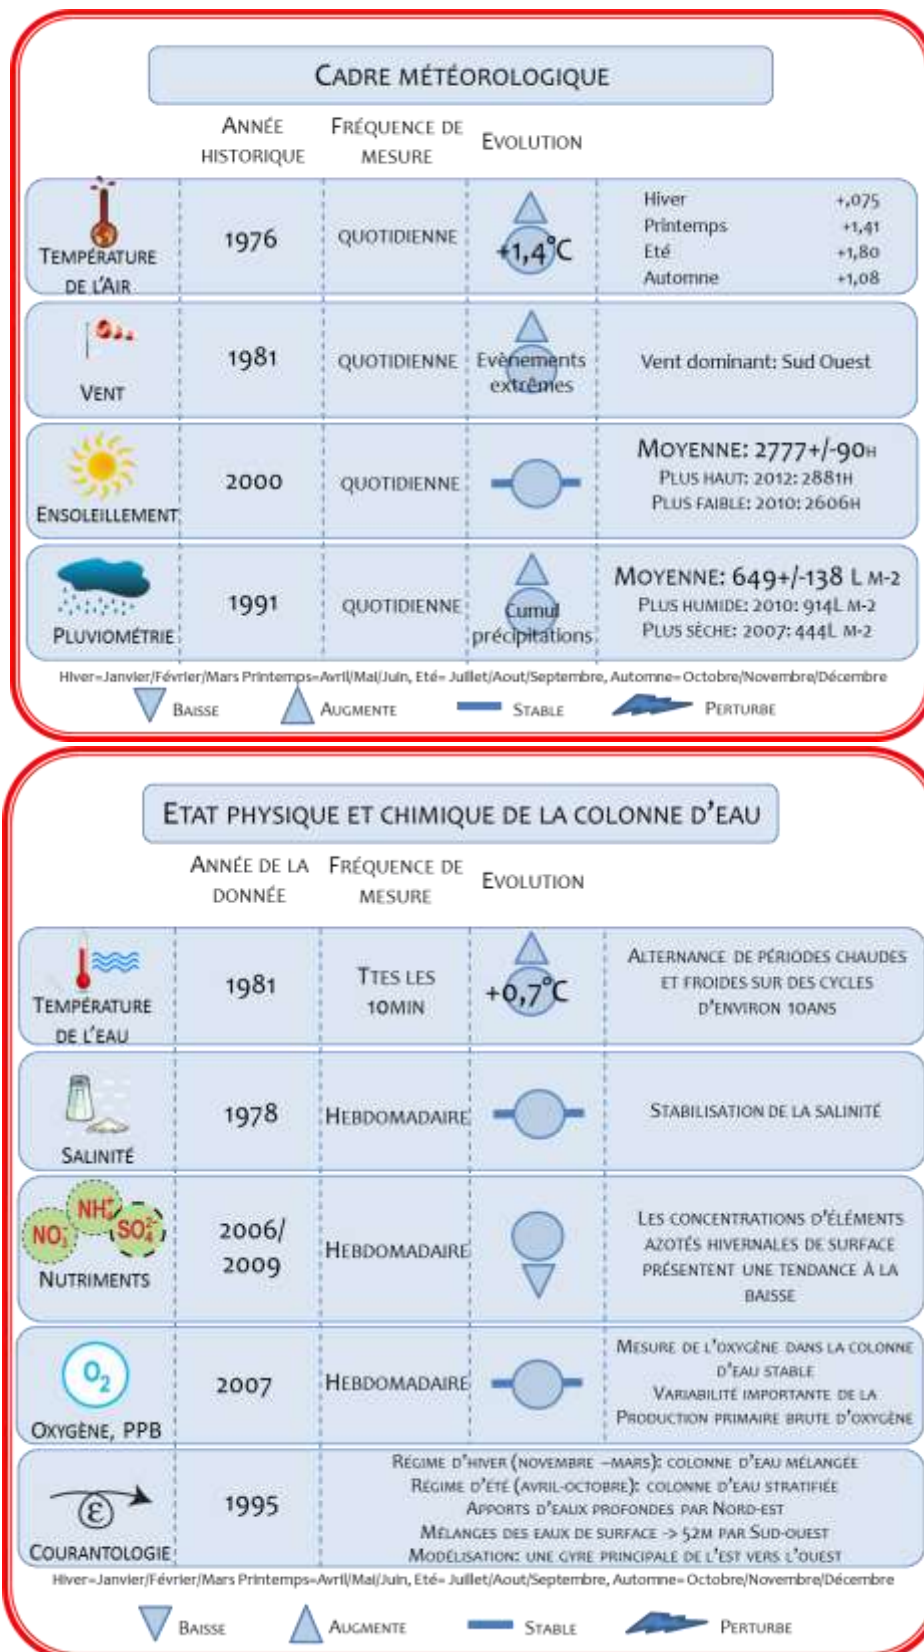 CADRE MÉTÉOROLOGIQUE
ANNÉE HISTORIQUE
FRÉQUENCE DE MESURE
EVOLUTION
TEMPÉRATURE DE L'AIR
1976
QUOTIDIENNE
+1,4°C
Hiver +,075
Printemps +1,41
Eté +1,80
Automne +1,08
VENT
1981
QUOTIDIENNE
Evènements extrêmes
Vent dominant: Sud Ouest
ENSOLEILLEMENT
2000
QUOTIDIENNE
MOYENNE: 2777+/-90H
PLUS HAUT: 2012: 2881H
PLUS FAIBLE: 2010: 2606H
PLUVIOMÉTRIE
1991
QUOTIDIENNE
Cumul précipitations
MOYENNE: 649+/-138 L M-2
PLUS HUMIDE: 2010: 914L M-2
PLUS SÈCHE: 2007: 444L M-2
Hiver=Janvier/Février/Mars Printemps=Avril/Mai/Juin, Eté= Juillet/Aout/Septembre, Automne= Octobre/Novembre/Décembre
BAISSE AUGMENTE STABLE PERTURBE
ETAT PHYSIQUE ET CHIMIQUE DE LA COLONNE D'EAU
ANNÉE DE LA DONNÉE
FRÉQUENCE DE MESURE
EVOLUTION
TEMPÉRATURE DE L'EAU
1981
TTES LES 10MIN
+0,7°C
ALTERNANCE DE PÉRIODES CHAUDES
ET FROIDES SUR DES CYCLES
D'ENVIRON 10ANS
SALINITÉ
1978
HEBDOMADAIRE
STABILISATION DE LA SALINITÉ
NO3- NH4+ SO4 2-
NUTRIMENTS
2006/
2009
HEBDOMADAIRE
LES CONCENTRATIONS D'ÉLÉMENTS
AZOTÉS HIVERNALES DE SURFACE
PRÉSENTENT UNE TENDANCE À LA
BAISSE
O2
OXYGÈNE, PPB
2007
HEBDOMADAIRE
MESURE DE L'OXYGÈNE DANS LA COLONNE
D'EAU STABLE
VARIABILITÉ IMPORTANTE DE LA
PRODUCTION PRIMAIRE BRUTE D'OXYGÈNE
ε
COURANTOLOGIE
1995
RÉGIME D'HIVER (NOVEMBRE –MARS): COLONNE D'EAU MÉLANGÉE
RÉGIME D'ÉTÉ (AVRIL-OCTOBRE): COLONNE D'EAU STRATIFIÉE
APPORTS D'EAUX PROFONDES PAR NORD-EST
MÉLANGES DES EAUX DE SURFACE -> 52M PAR SUD-OUEST
MODÉLISATION: UNE GYRE PRINCIPALE DE L'EST VERS L'OUEST
Hiver=Janvier/Février/Mars Printemps=Avril/Mai/Juin, Eté= Juillet/Aout/Septembre, Automne= Octobre/Novembre/Décembre
BAISSE AUGMENTE STABLE PERTURBE